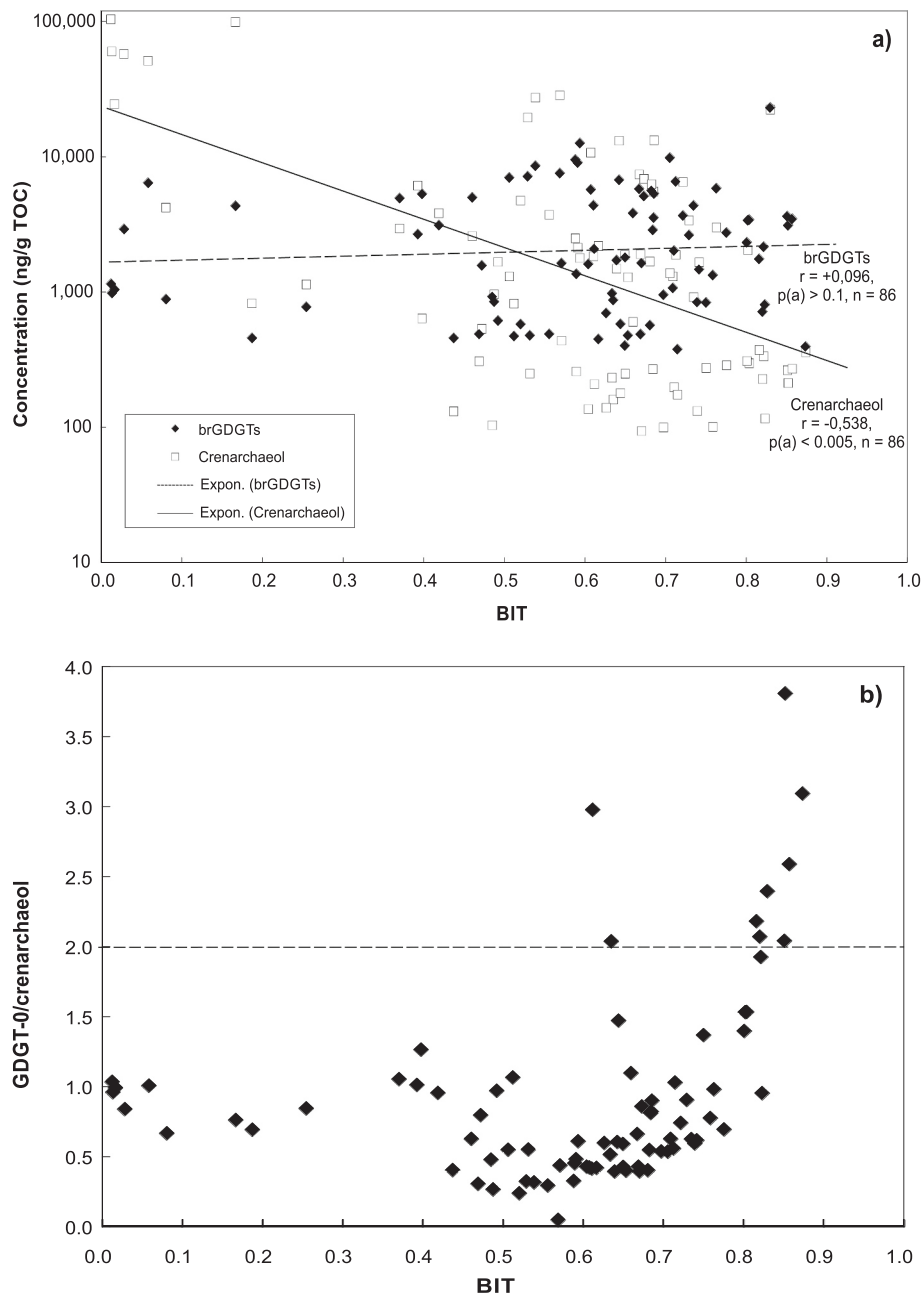 a)
100,000
10,000
1,000
100
10
Concentration (ng/g TOC)
brGDGTs
r = +0,096,
p(a) > 0.1, n = 86
Crenarchaeol
r = -0,538,
p(a) < 0.005, n = 86
brGDGTs
Crenarchaeol
Expon. (brGDGTs)
Expon. (Crenarchaeol)
0.0 0.1 0.2 0.3 0.4 0.5 0.6 0.7 0.8 0.9 1.0
BIT
b)
4.0
3.5
3.0
2.5
2.0
1.5
1.0
0.5
0.0
GDGT-0/crenarchaeol
0.0 0.1 0.2 0.3 0.4 0.5 0.6 0.7 0.8 0.9 1.0
BIT